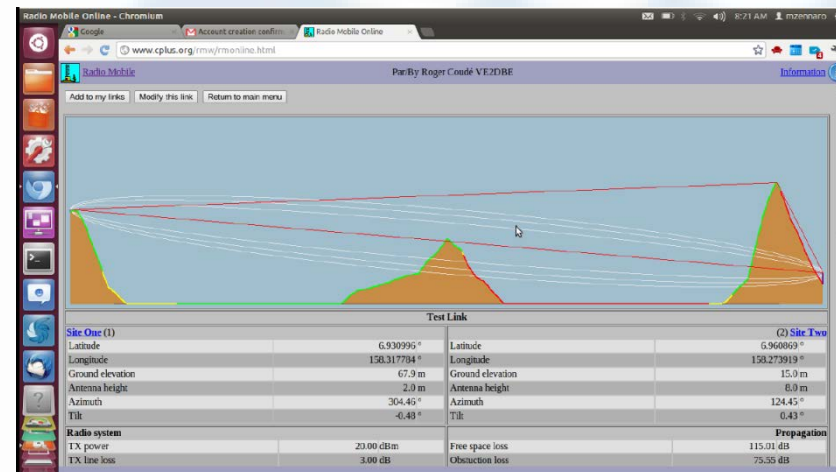 Radio Mobile Online - Chromium
8:21 AM mzennaro
Google
Account creation confirm
Radio Mobile Online
www.cplus.org/rmw/rmonline.html
Radio Mobile
Par/By Roger Coudé VE2DBE
Information
Add to my links Modify this link Return to main menu
Test Link
Site One (1) (2) Site Two
Latitude 6.930996 ° Latitude 6.960869 °
Longitude 158.317784 ° Longitude 158.273919 °
Ground elevation 67.9 m Ground elevation 15.0 m
Antenna height 2.0 m Antenna height 8.0 m
Azimuth 304.46 ° Azimuth 124.45 °
Tilt -0.48 ° Tilt 0.43 °
Radio system Propagation
TX power 20.00 dBm Free space loss 115.01 dB
TX line loss 3.00 dB Obstuction loss 75.55 dB